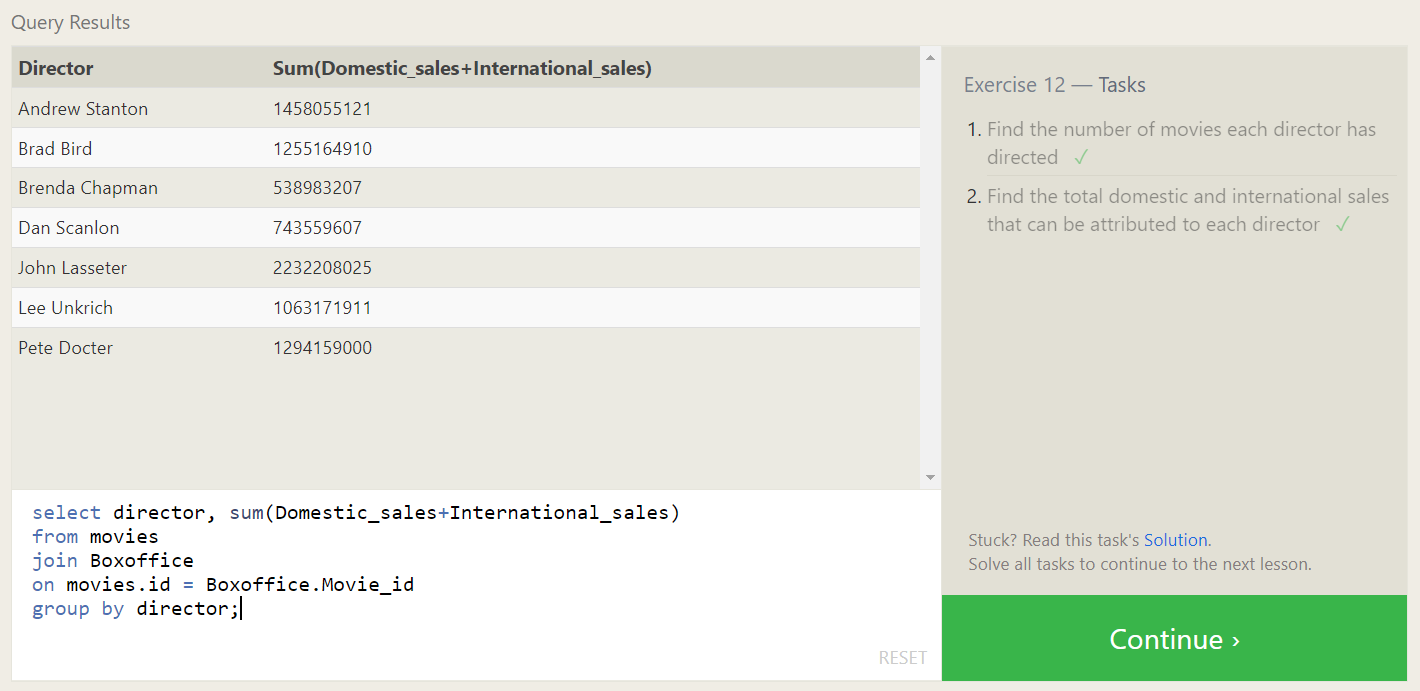 Query Results
Director Sum(Domestic_sales+International_sales)
Andrew Stanton 1458055121
Brad Bird 1255164910
Brenda Chapman 538983207
Dan Scanlon 743559607
John Lasseter 2232208025
Lee Unkrich 1063171911
Pete Docter 1294159000
select director, sum(Domestic_sales+International_sales)
from movies
join Boxoffice
on movies.id = Boxoffice.Movie_id
group by director;
RESET
Exercise 12 — Tasks
1. Find the number of movies each director has
directed ✓
2. Find the total domestic and international sales
that can be attributed to each director ✓
Stuck? Read this task's Solution.
Solve all tasks to continue to the next lesson.
Continue ›